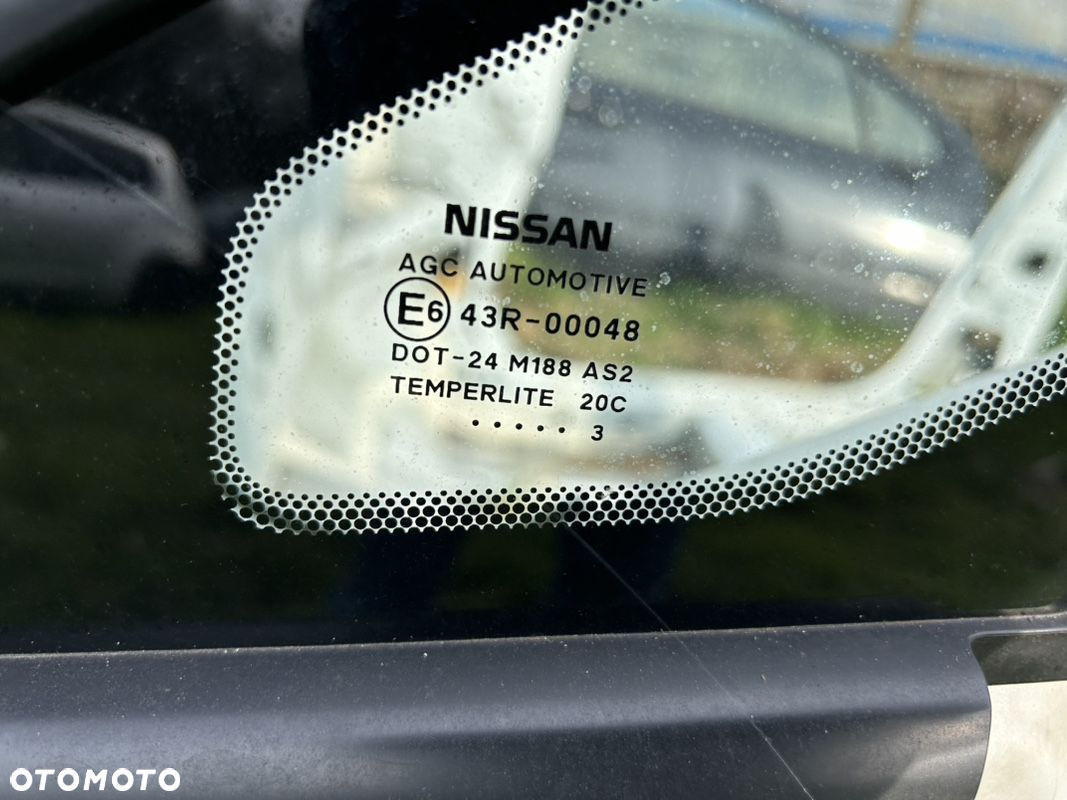 NISSAN
AGC AUTOMOTIVE
E6 43R-00048
DOT-24 M188 AS2
TEMPERLITE 20C
..... 3
OTOMOTO